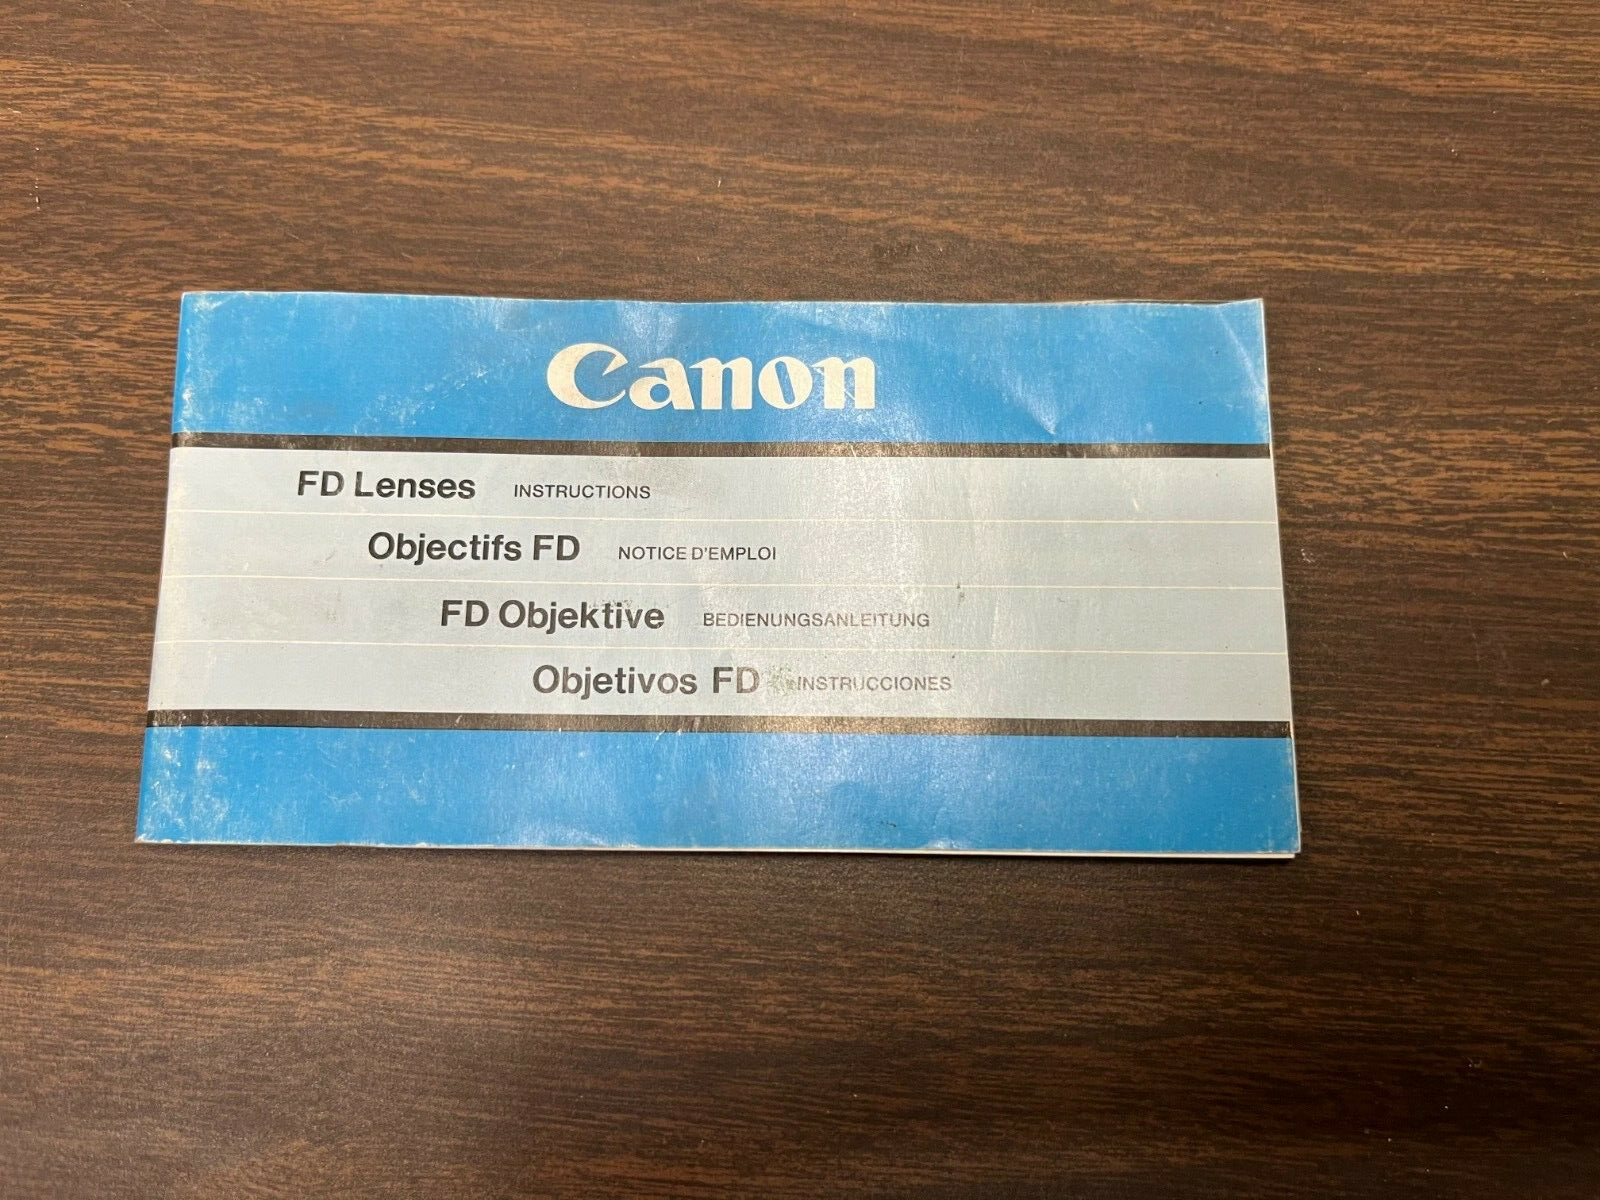 Canon
FD Lenses INSTRUCTIONS
Objectifs FD NOTICE D'EMPLOI
FD Objektive BEDIENUNGSANLEITUNG
Objetivos FD INSTRUCCIONES